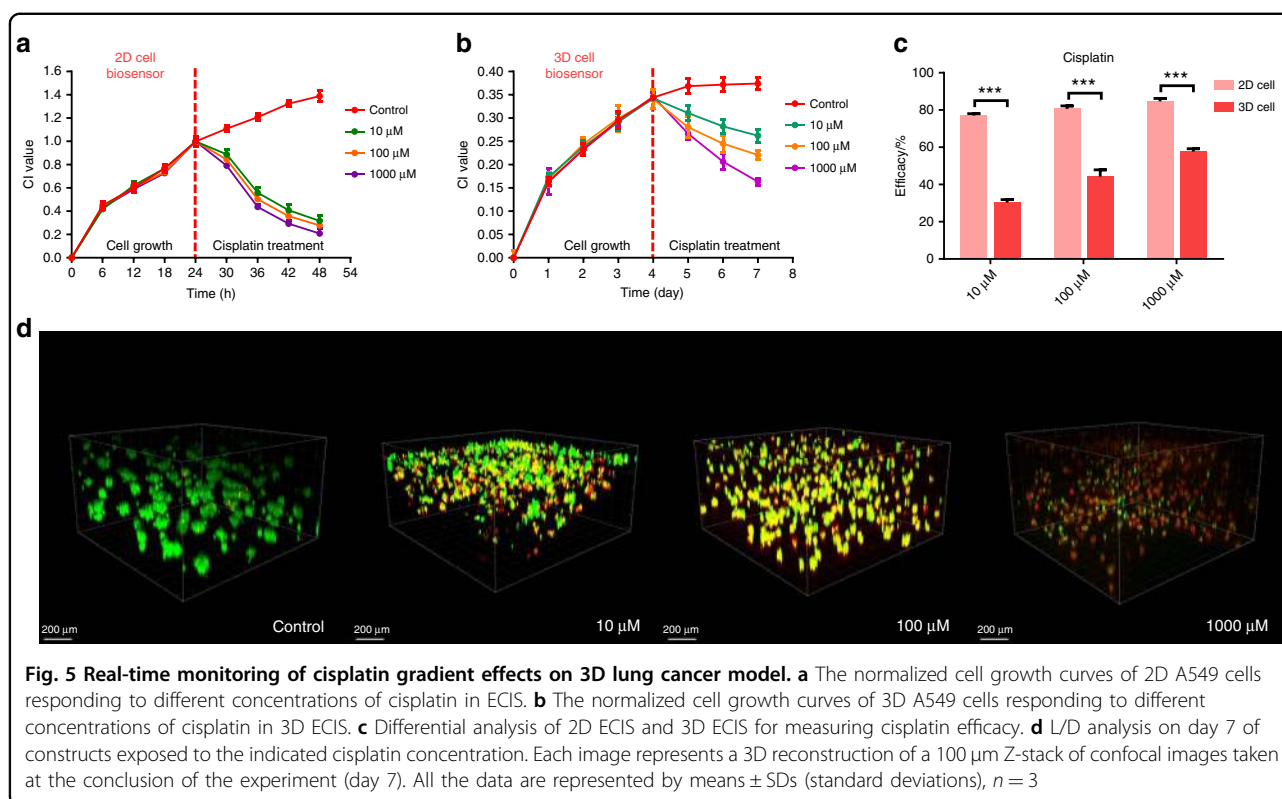 a
2D cell
biosensor
1.6
1.4
1.2
1.0
0.8
0.6
0.4
0.2
0.0
CI value
Cell growth
Cisplatin treatment
0 6 12 18 24 30 36 42 48 54
Time (h)
Control
10 μM
100 μM
1000 μM
b
3D cell
biosensor
0.40
0.35
0.30
0.25
0.20
0.15
0.10
0.05
0.00
CI value
Cell growth
Cisplatin treatment
0 1 2 3 4 5 6 7 8
Time (day)
Control
10 μM
100 μM
1000 μM
c
Cisplatin
100
80
60
40
20
0
Efficacy/%
***
***
***
10 μM
100 μM
1000 μM
2D cell
3D cell
d
200 μm
Control
200 μm
10 μM
200 μm
100 μM
200 μm
1000 μM
Fig. 5 Real-time monitoring of cisplatin gradient effects on 3D lung cancer model. a The normalized cell growth curves of 2D A549 cells
responding to different concentrations of cisplatin in ECIS. b The normalized cell growth curves of 3D A549 cells responding to different
concentrations of cisplatin in 3D ECIS. c Differential analysis of 2D ECIS and 3D ECIS for measuring cisplatin efficacy. d L/D analysis on day 7 of
constructs exposed to the indicated cisplatin concentration. Each image represents a 3D reconstruction of a 100 μm Z-stack of confocal images taken
at the conclusion of the experiment (day 7). All the data are represented by means ± SDs (standard deviations), n = 3